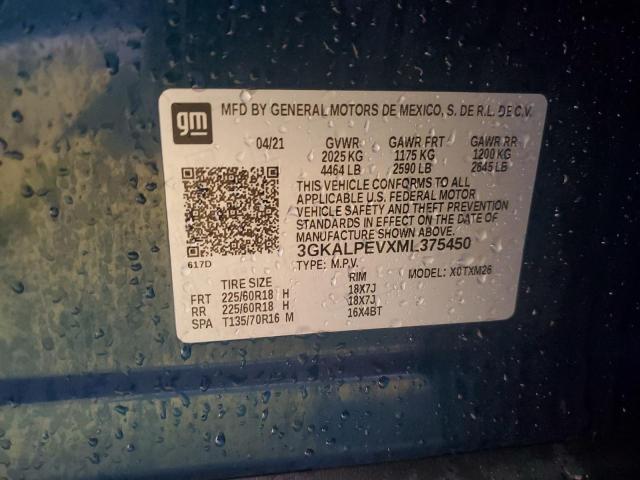 gm
MFD BY GENERAL MOTORS DE MEXICO, S. DE R.L. DE C.V.
04/21 GVWR GAWR FRT GAWR RR
2025 KG 1175 KG 1200 KG
4464 LB 2590 LB 2645 LB
THIS VEHICLE CONFORMS TO ALL
APPLICABLE U.S. FEDERAL MOTOR
VEHICLE SAFETY AND THEFT PREVENTION
STANDARDS IN EFFECT ON THE DATE OF
MANUFACTURE SHOWN ABOVE.
3GKALPEVXML375450
617D
TYPE: M.P.V. MODEL: X0TXM26
TIRE SIZE RIM
FRT 225/60R18 H 18X7J
RR 225/60R18 H 18X7J
SPA T135/70R16 M 16X4BT